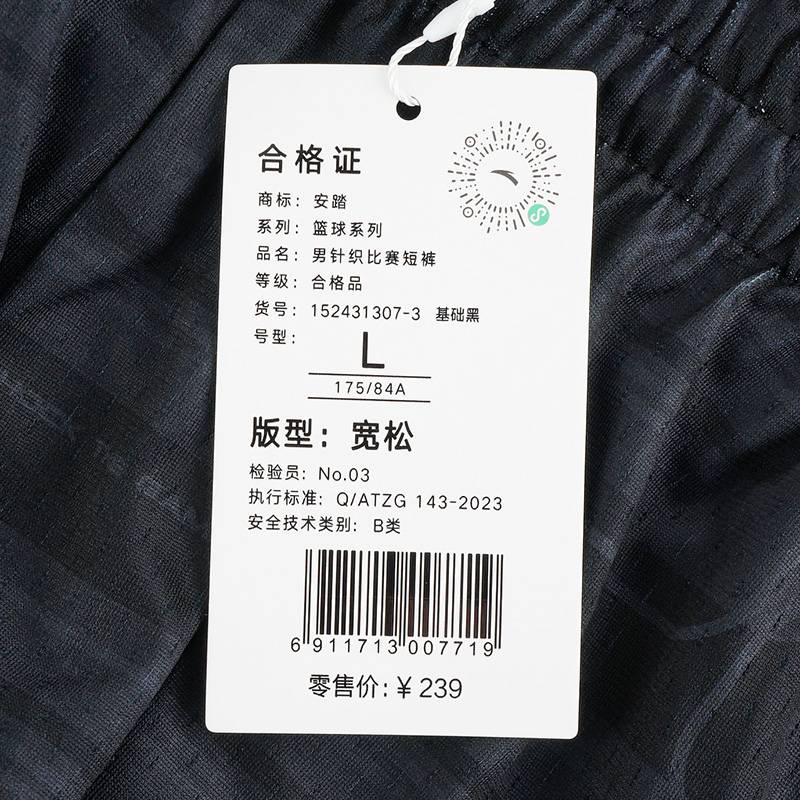 合格证
商标：安踏
系列：篮球系列
品名：男针织比赛短裤
等级：合格品
货号：152431307-3 基础黑
号型：
L
175/84A
版型：宽松
检验员：No.03
执行标准：Q/ATZG 143-2023
安全技术类别：B类
6 911713 007719
零售价：￥239